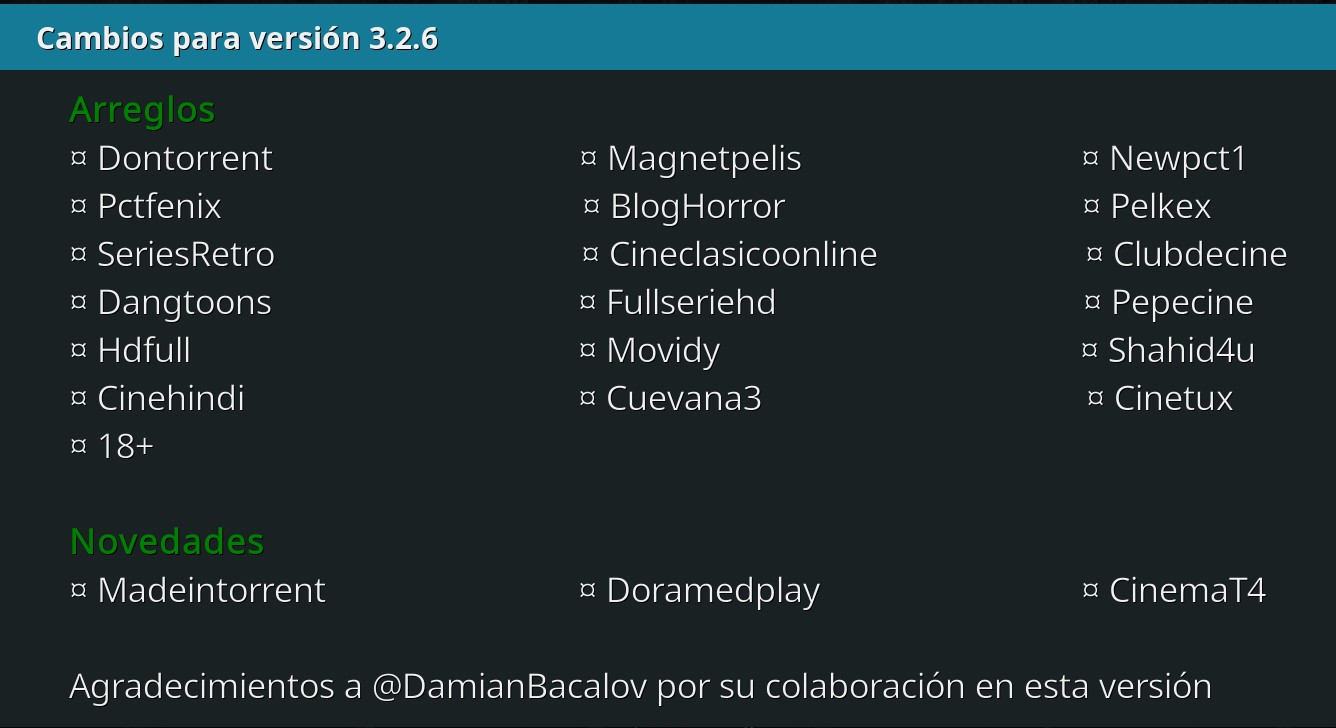 Cambios para versión 3.2.6
Arreglos
¤ Dontorrent ¤ Magnetpelis ¤ Newpct1
¤ Pctfenix ¤ BlogHorror ¤ Pelkex
¤ SeriesRetro ¤ Cineclasicoonline ¤ Clubdecine
¤ Dangtoons ¤ Fullseriehd ¤ Pepecine
¤ Hdfull ¤ Movidy ¤ Shahid4u
¤ Cinehindi ¤ Cuevana3 ¤ Cinetux
¤ 18+
Novedades
¤ Madeintorrent ¤ Doramedplay ¤ CinemaT4
Agradecimientos a @DamianBacalov por su colaboración en esta versión